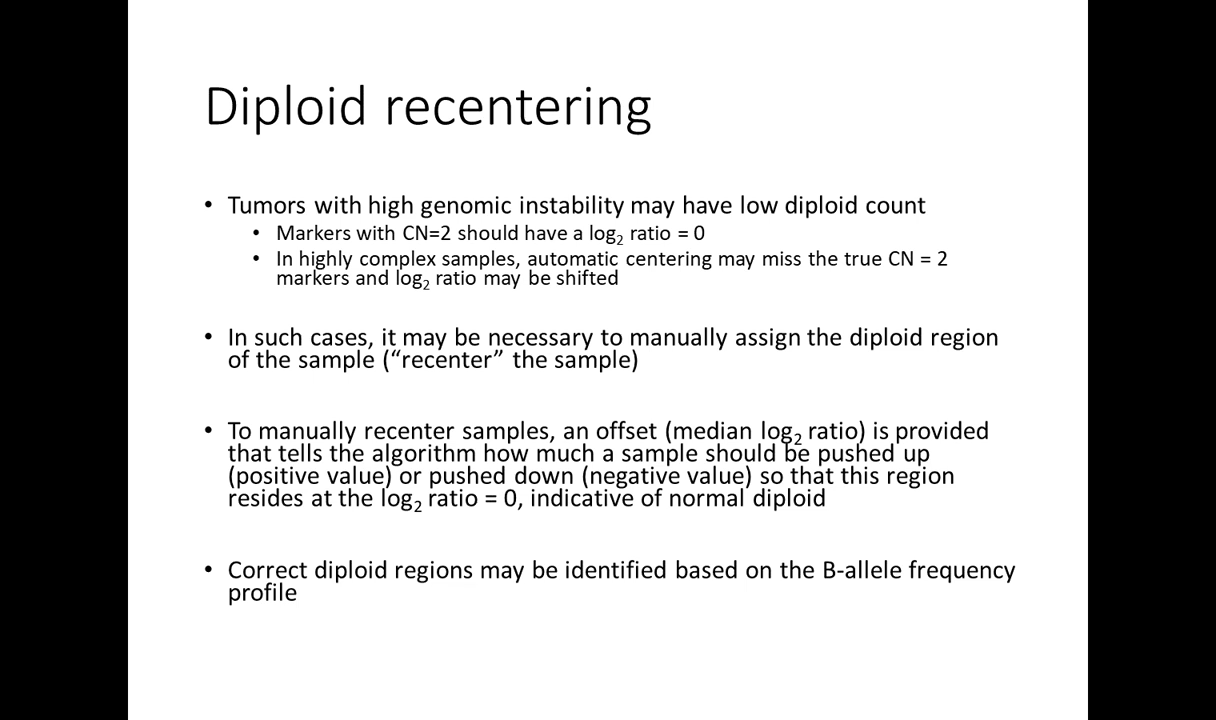 Diploid recentering
• Tumors with high genomic instability may have low diploid count
• Markers with CN=2 should have a log₂ ratio = 0
• In highly complex samples, automatic centering may miss the true CN = 2
markers and log₂ ratio may be shifted
• In such cases, it may be necessary to manually assign the diploid region
of the sample (“recenter” the sample)
• To manually recenter samples, an offset (median log₂ ratio) is provided
that tells the algorithm how much a sample should be pushed up
(positive value) or pushed down (negative value) so that this region
resides at the log₂ ratio = 0, indicative of normal diploid
• Correct diploid regions may be identified based on the B-allele frequency
profile